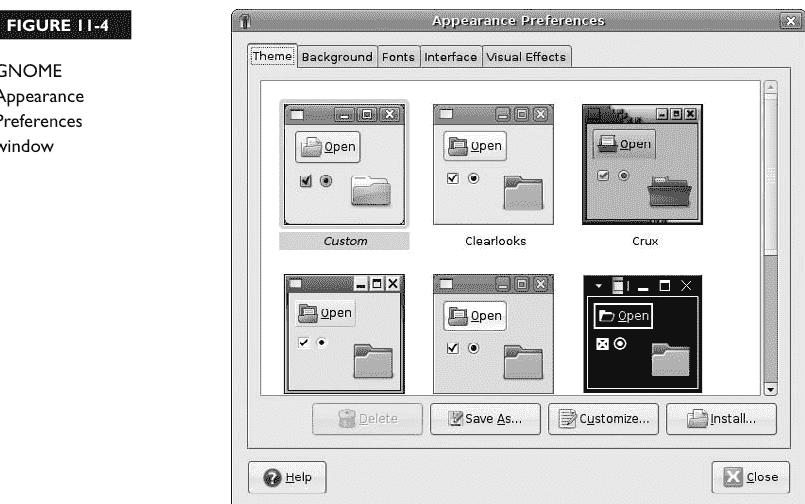 FIGURE 11-4
GNOME
Appearance
Preferences
window
Appearance Preferences
Theme Background Fonts Interface Visual Effects
Open Open Open
Custom Clearlooks Crux
Open Open Open
Delete Save As... Customize... Install...
Help Close